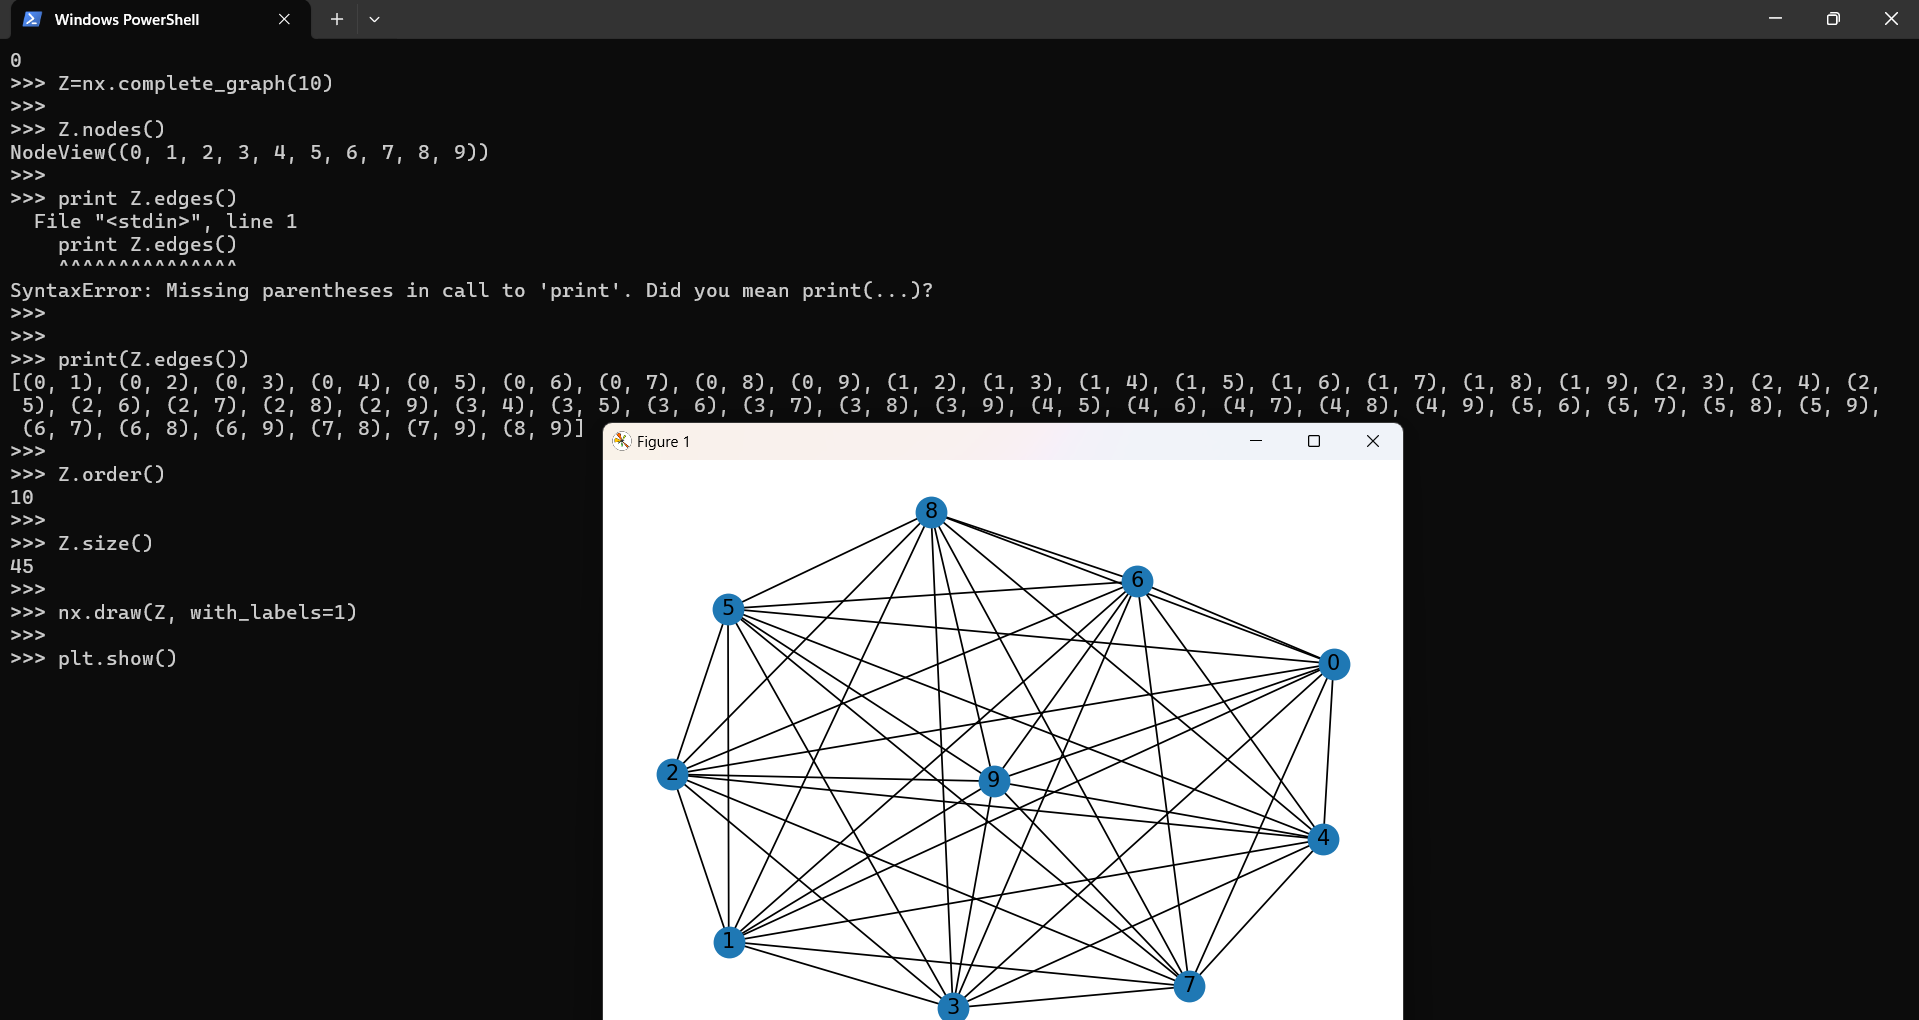 Windows PowerShell
0
>>> Z=nx.complete_graph(10)
>>>
>>> Z.nodes()
NodeView((0, 1, 2, 3, 4, 5, 6, 7, 8, 9))
>>>
>>> print Z.edges()
  File "<stdin>", line 1
    print Z.edges()
    ^^^^^^^^^^^^^^^
SyntaxError: Missing parentheses in call to 'print'. Did you mean print(...)?
>>>
>>>
>>> print(Z.edges())
[(0, 1), (0, 2), (0, 3), (0, 4), (0, 5), (0, 6), (0, 7), (0, 8), (0, 9), (1, 2), (1, 3), (1, 4), (1, 5), (1, 6), (1, 7), (1, 8), (1, 9), (2, 3), (2, 4), (2,
 5), (2, 6), (2, 7), (2, 8), (2, 9), (3, 4), (3, 5), (3, 6), (3, 7), (3, 8), (3, 9), (4, 5), (4, 6), (4, 7), (4, 8), (4, 9), (5, 6), (5, 7), (5, 8), (5, 9),
 (6, 7), (6, 8), (6, 9), (7, 8), (7, 9), (8, 9)]
>>>
>>> Z.order()
10
>>>
>>> Z.size()
45
>>>
>>> nx.draw(Z, with_labels=1)
>>>
>>> plt.show()
Figure 1
8
6
5
0
2
9
4
1
7
3